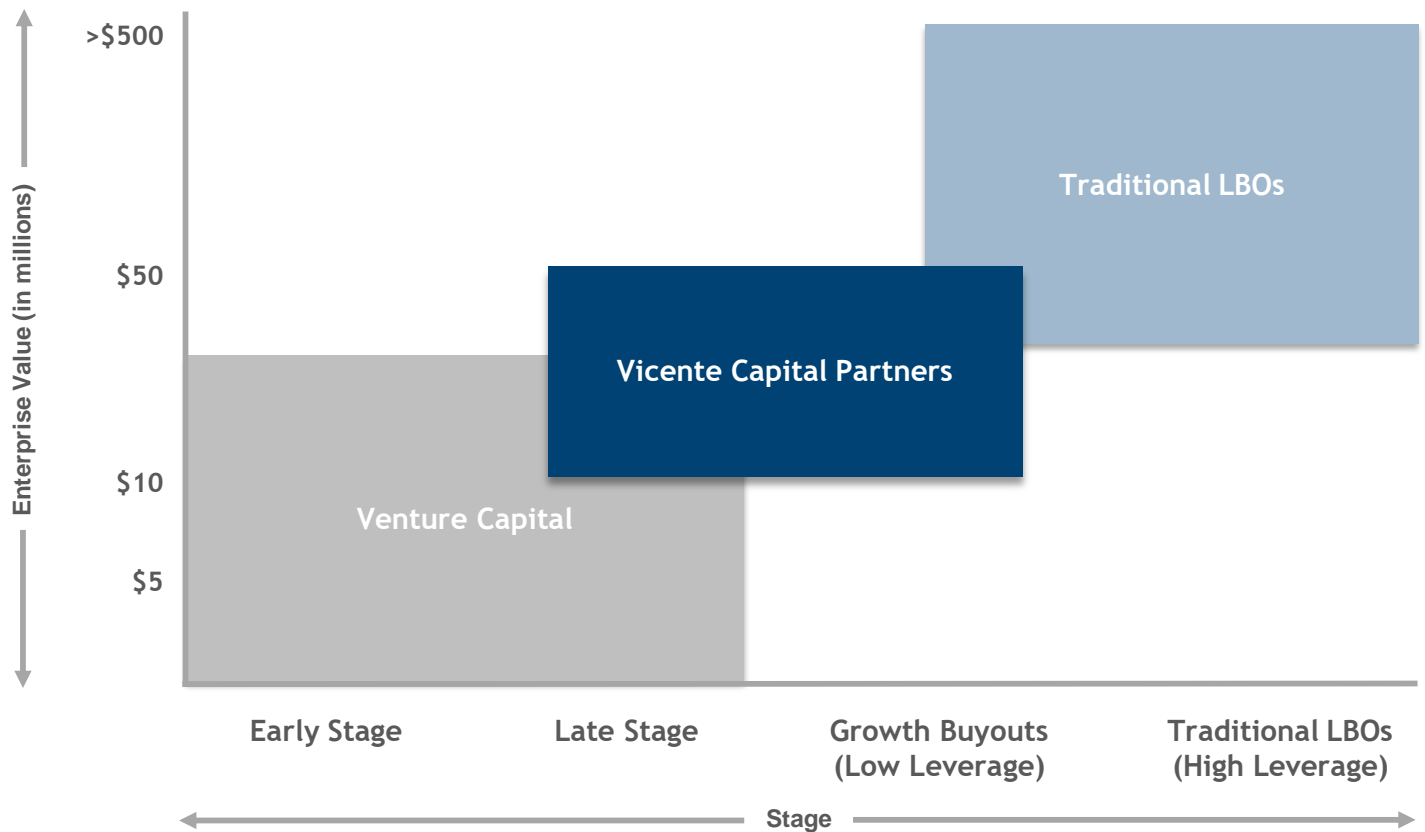 >$500
Traditional LBOs
Enterprise Value (in millions)
$50
Vicente Capital Partners
$10
Venture Capital
$5
Early Stage
Late Stage
Growth Buyouts
(Low Leverage)
Traditional LBOs
(High Leverage)
Stage